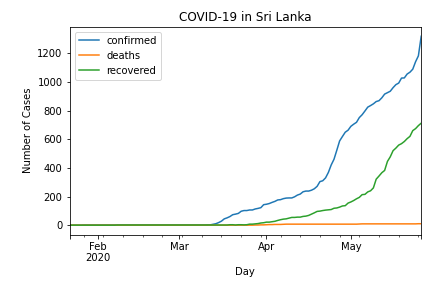 COVID-19 in Sri Lanka
confirmed
deaths
recovered
Number of Cases
1200
1000
800
600
400
200
0
Feb
2020
Mar
Apr
May
Day